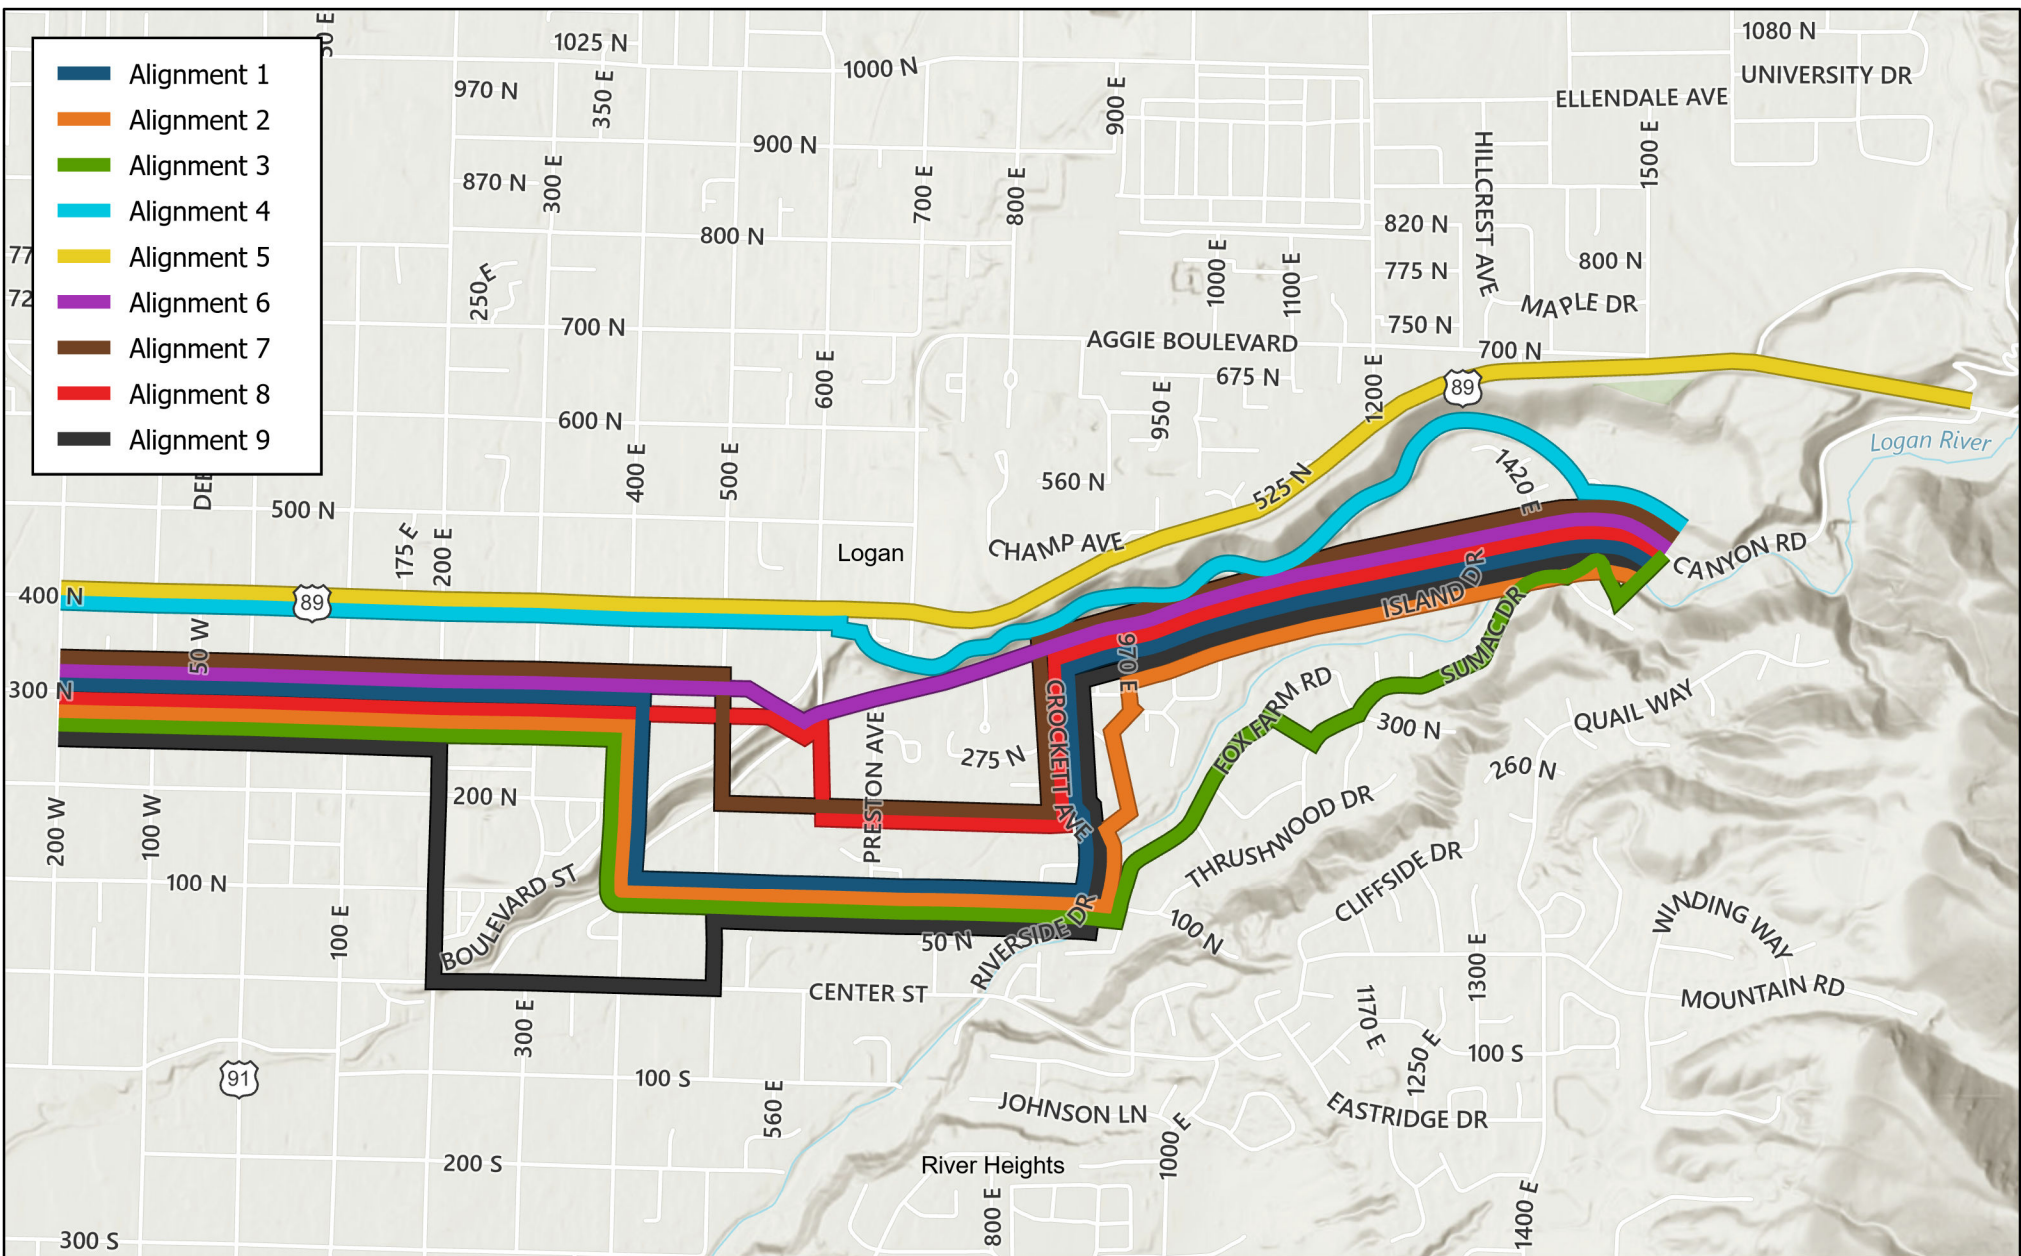 Alignment 1
Alignment 2
Alignment 3
Alignment 4
Alignment 5
Alignment 6
Alignment 7
Alignment 8
Alignment 9
1025 N
1080 N
1000 N
UNIVERSITY DR
970 N
350 E
900 E
ELLENDALE AVE
900 N
1500 E
HILLCREST AVE
870 N
300 E
700 E
800 E
820 N
800 N
1000 E
1100 E
775 N
800 N
250 E
MAPLE DR
700 N
750 N
AGGIE BOULEVARD
700 N
600 E
675 N
1200 E
89
950 E
600 N
Logan River
400 E
500 E
560 N
525 N
1420 E
500 N
175 E
200 E
Logan
CHAMP AVE
CANYON RD
400 N
89
ISLAND DR
50 W
970 E
SUMAC DR
300 N
CROCKETT AVE
FOX FARM RD
QUAIL WAY
300 N
PRESTON AVE
275 N
260 N
200 N
THRUSHWOOD DR
200 W
100 W
CLIFFSIDE DR
100 N
BOULEVARD ST
100 E
RIVERSIDE DR
50 N
100 N
WINDING WAY
1300 E
CENTER ST
MOUNTAIN RD
300 E
1170 E
1250 E
100 S
91
100 S
560 E
JOHNSON LN
EASTRIDGE DR
1000 E
200 S
River Heights
800 E
1400 E
300 S